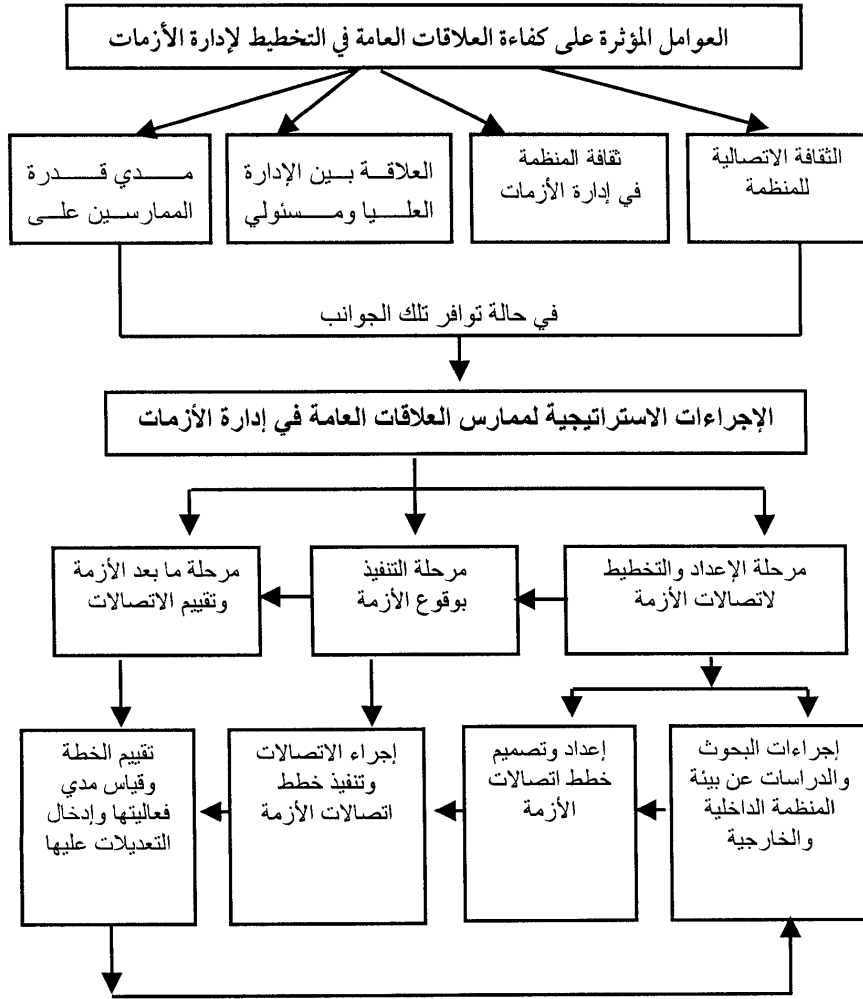 العوامل المؤثرة على كفاءة العلاقات العامة في التخطيط لإدارة الأزمات
الثقافة الاتصالية
للمنظمة
ثقافة المنظمة
في إدارة الأزمات
العلاقة بين الإدارة
العليا ومسئولي
مدي قدرة
الممارسين على
في حالة توافر تلك الجوانب
الإجراءات الاستراتيجية لممارس العلاقات العامة في إدارة الأزمات
مرحلة الإعداد والتخطيط
لاتصالات الأزمة
مرحلة التنفيذ
بوقوع الأزمة
مرحلة ما بعد الأزمة
وتقييم الاتصالات
إجراءات البحوث
والدراسات عن بيئة
المنظمة الداخلية
والخارجية
إعداد وتصميم
خطط اتصالات
الأزمة
إجراء الاتصالات
وتنفيذ خطط
اتصالات الأزمة
تقييم الخطة
وقياس مدي
فعاليتها وإدخال
التعديلات عليها